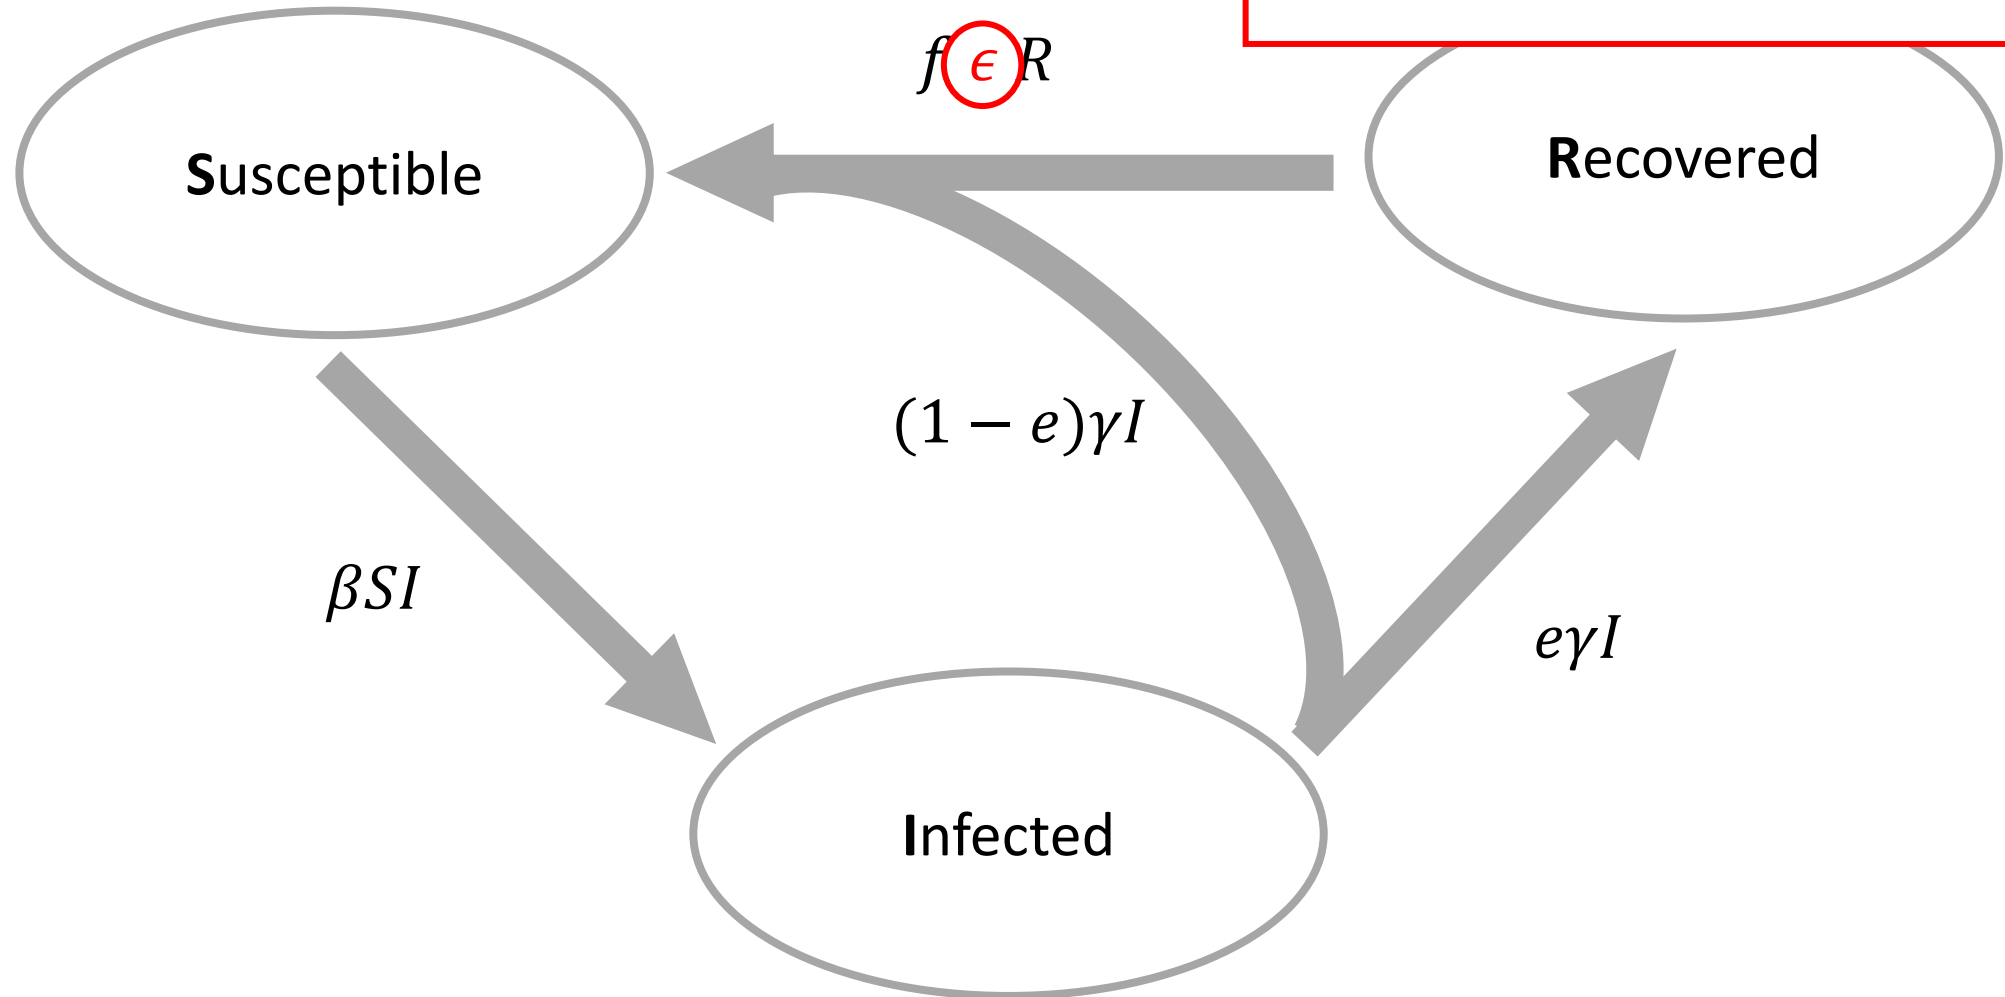 fϵR
Susceptible
Recovered
(1 − e)γI
βSI
eγI
Infected